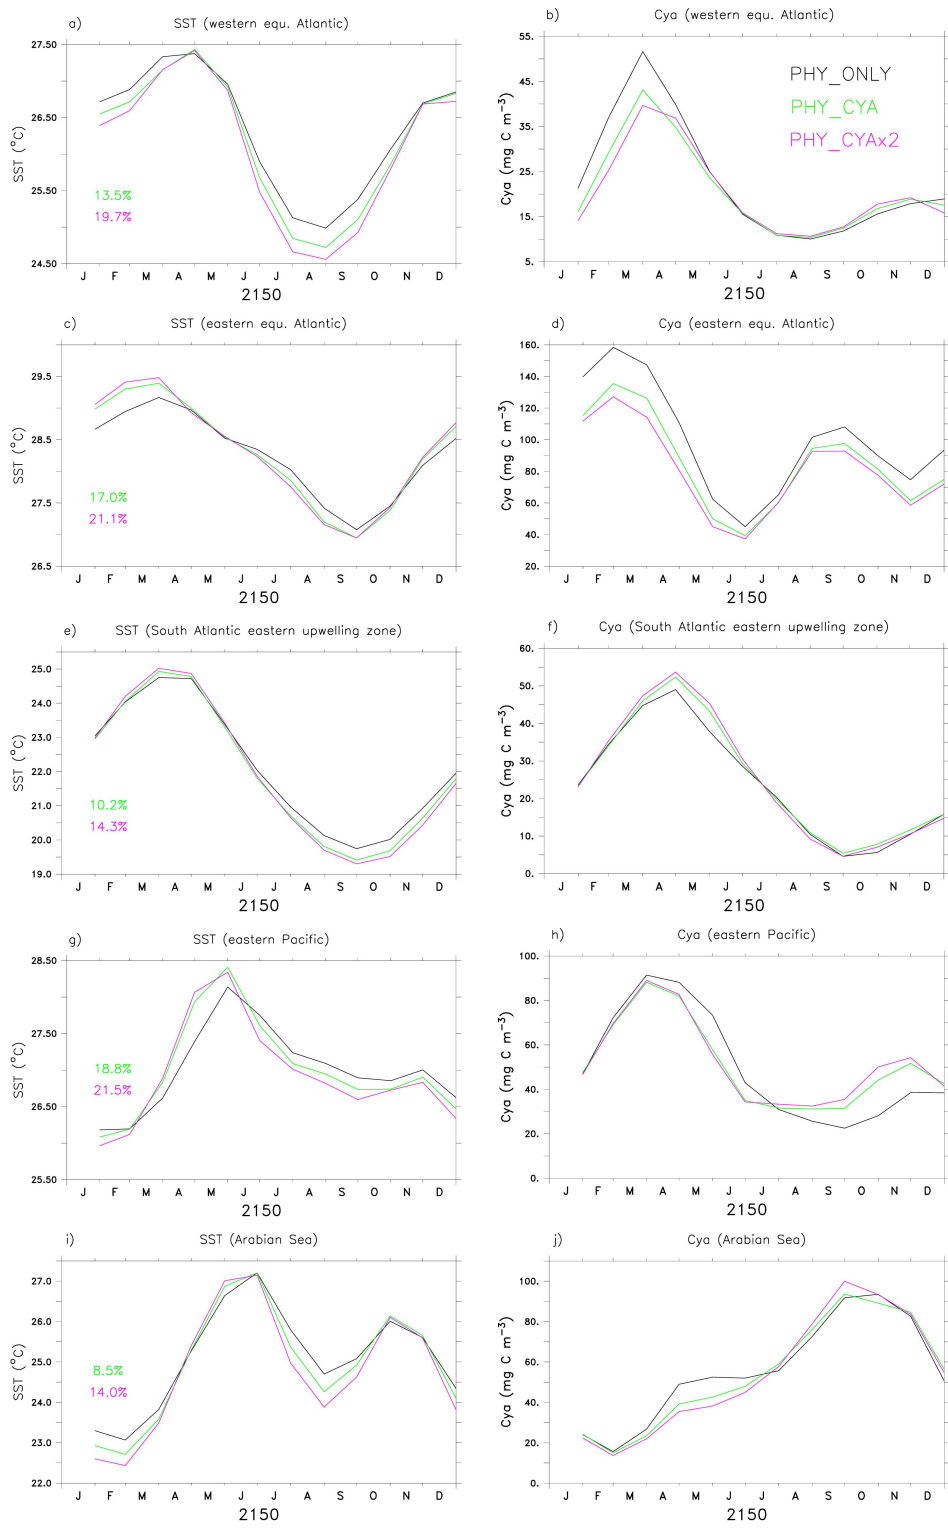 a) SST (western equ. Atlantic)
27.50
26.50
25.50
24.50
SST (°C)
13.5%
19.7%
J F M A M J J A S O N D
2150
b) Cya (western equ. Atlantic)
55.
45.
35.
25.
15.
5.
Cya (mg C m⁻³)
PHY_ONLY
PHY_CYA
PHY_CYAx2
J F M A M J J A S O N D
2150
c) SST (eastern equ. Atlantic)
29.5
28.5
27.5
26.5
SST (°C)
17.0%
21.1%
J F M A M J J A S O N D
2150
d) Cya (eastern equ. Atlantic)
160.
140.
120.
100.
80.
60.
40.
20.
Cya (mg C m⁻³)
J F M A M J J A S O N D
2150
e) SST (South Atlantic eastern upwelling zone)
25.0
24.0
23.0
22.0
21.0
20.0
19.0
SST (°C)
10.2%
14.3%
J F M A M J J A S O N D
2150
f) Cya (South Atlantic eastern upwelling zone)
60.
50.
40.
30.
20.
10.
0.
Cya (mg C m⁻³)
J F M A M J J A S O N D
2150
g) SST (eastern Pacific)
28.50
27.50
26.50
25.50
SST (°C)
18.8%
21.5%
J F M A M J J A S O N D
2150
h) Cya (eastern Pacific)
100.
80.
60.
40.
20.
0.
Cya (mg C m⁻³)
J F M A M J J A S O N D
2150
i) SST (Arabian Sea)
27.0
26.0
25.0
24.0
23.0
22.0
SST (°C)
8.5%
14.0%
J F M A M J J A S O N D
2150
j) Cya (Arabian Sea)
100.
80.
60.
40.
20.
0.
Cya (mg C m⁻³)
J F M A M J J A S O N D
2150